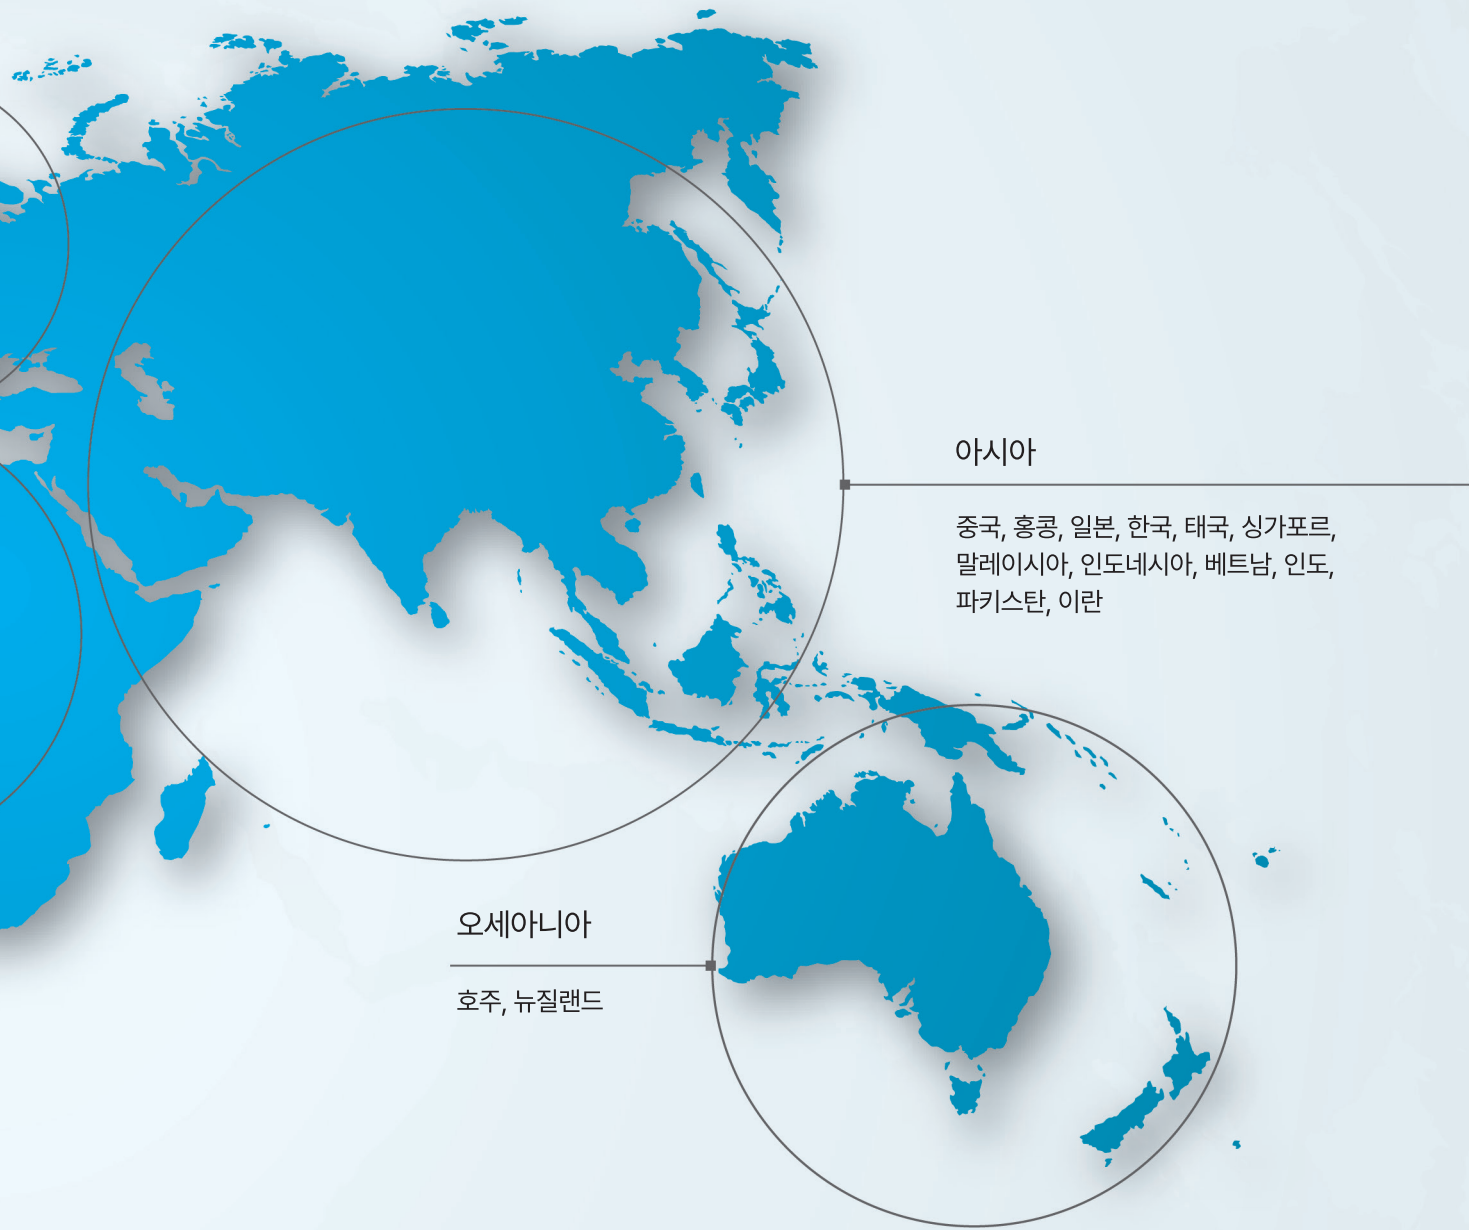 아시아
중국, 홍콩, 일본, 한국, 태국, 싱가포르,
말레이시아, 인도네시아, 베트남, 인도,
파키스탄, 이란
오세아니아
호주, 뉴질랜드